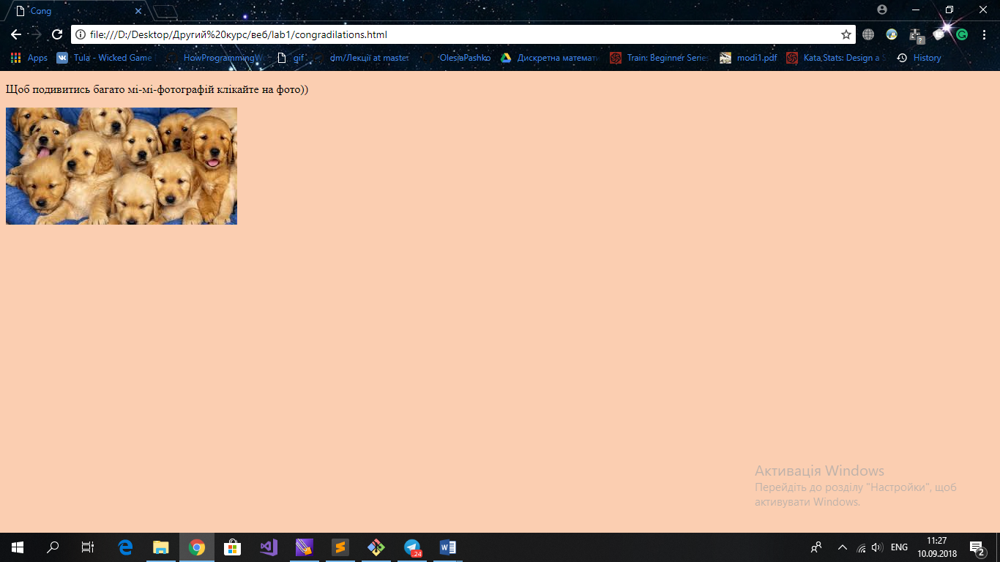 Cong
file:///D:/Desktop/Другий%20курс/веб/lab1/congradilations.html
Apps Tula - Wicked Game HowProgrammingW gif dm/Лекції at master OlesiaPashko Дискретна математи Train: Beginner Series modi1.pdf Kata Stats: Design a S History
Щоб подивитись багато мі-мі-фотографій клікайте на фото))
Активація Windows
Перейдіть до розділу "Настройки", щоб
активувати Windows.
.24
ENG
11:27
10.09.2018
2